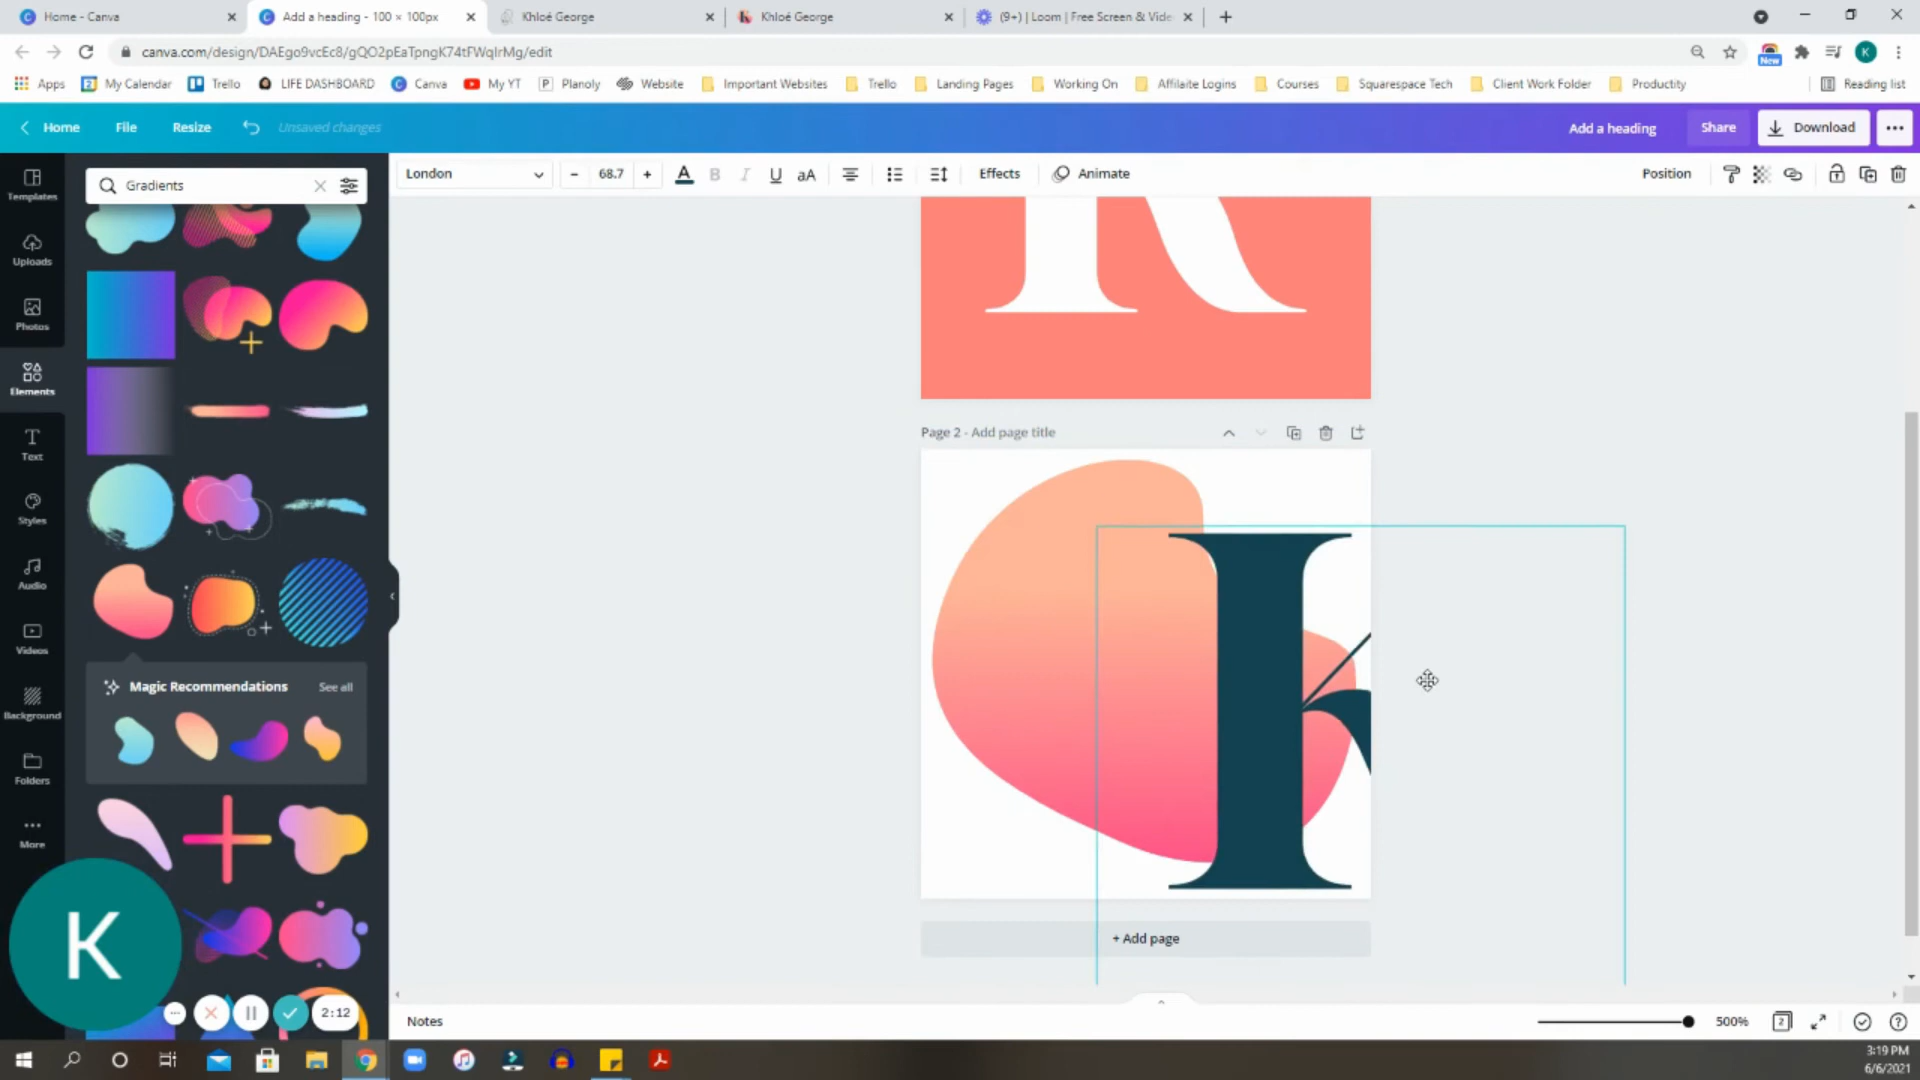 Home - Canva
Add a heading - 100 × 100px
Khloé George
Khloé George
(9+) | Loom | Free Screen & Vide
canva.com/design/DAEgo9vcEc8/gQO2pEaTpngK74tFWqIrMg/edit
New
K
Apps
My Calendar
Trello
LIFE DASHBOARD
Canva
My YT
Planoly
Website
Important Websites
Trello
Landing Pages
Working On
Affilaite Logins
Courses
Squarespace Tech
Client Work Folder
Productity
Reading list
Home
File
Resize
Unsaved changes
Add a heading
Share
Download
Templates
Uploads
Photos
Elements
Text
Styles
Audio
Videos
Background
Folders
More
Gradients
London
68.7
A
B
I
U
aA
Effects
Animate
Position
Magic Recommendations
See all
K
Page 2 - Add page title
K
+ Add page
K
2:12
Notes
500%
2
3:19 PM
6/6/2021